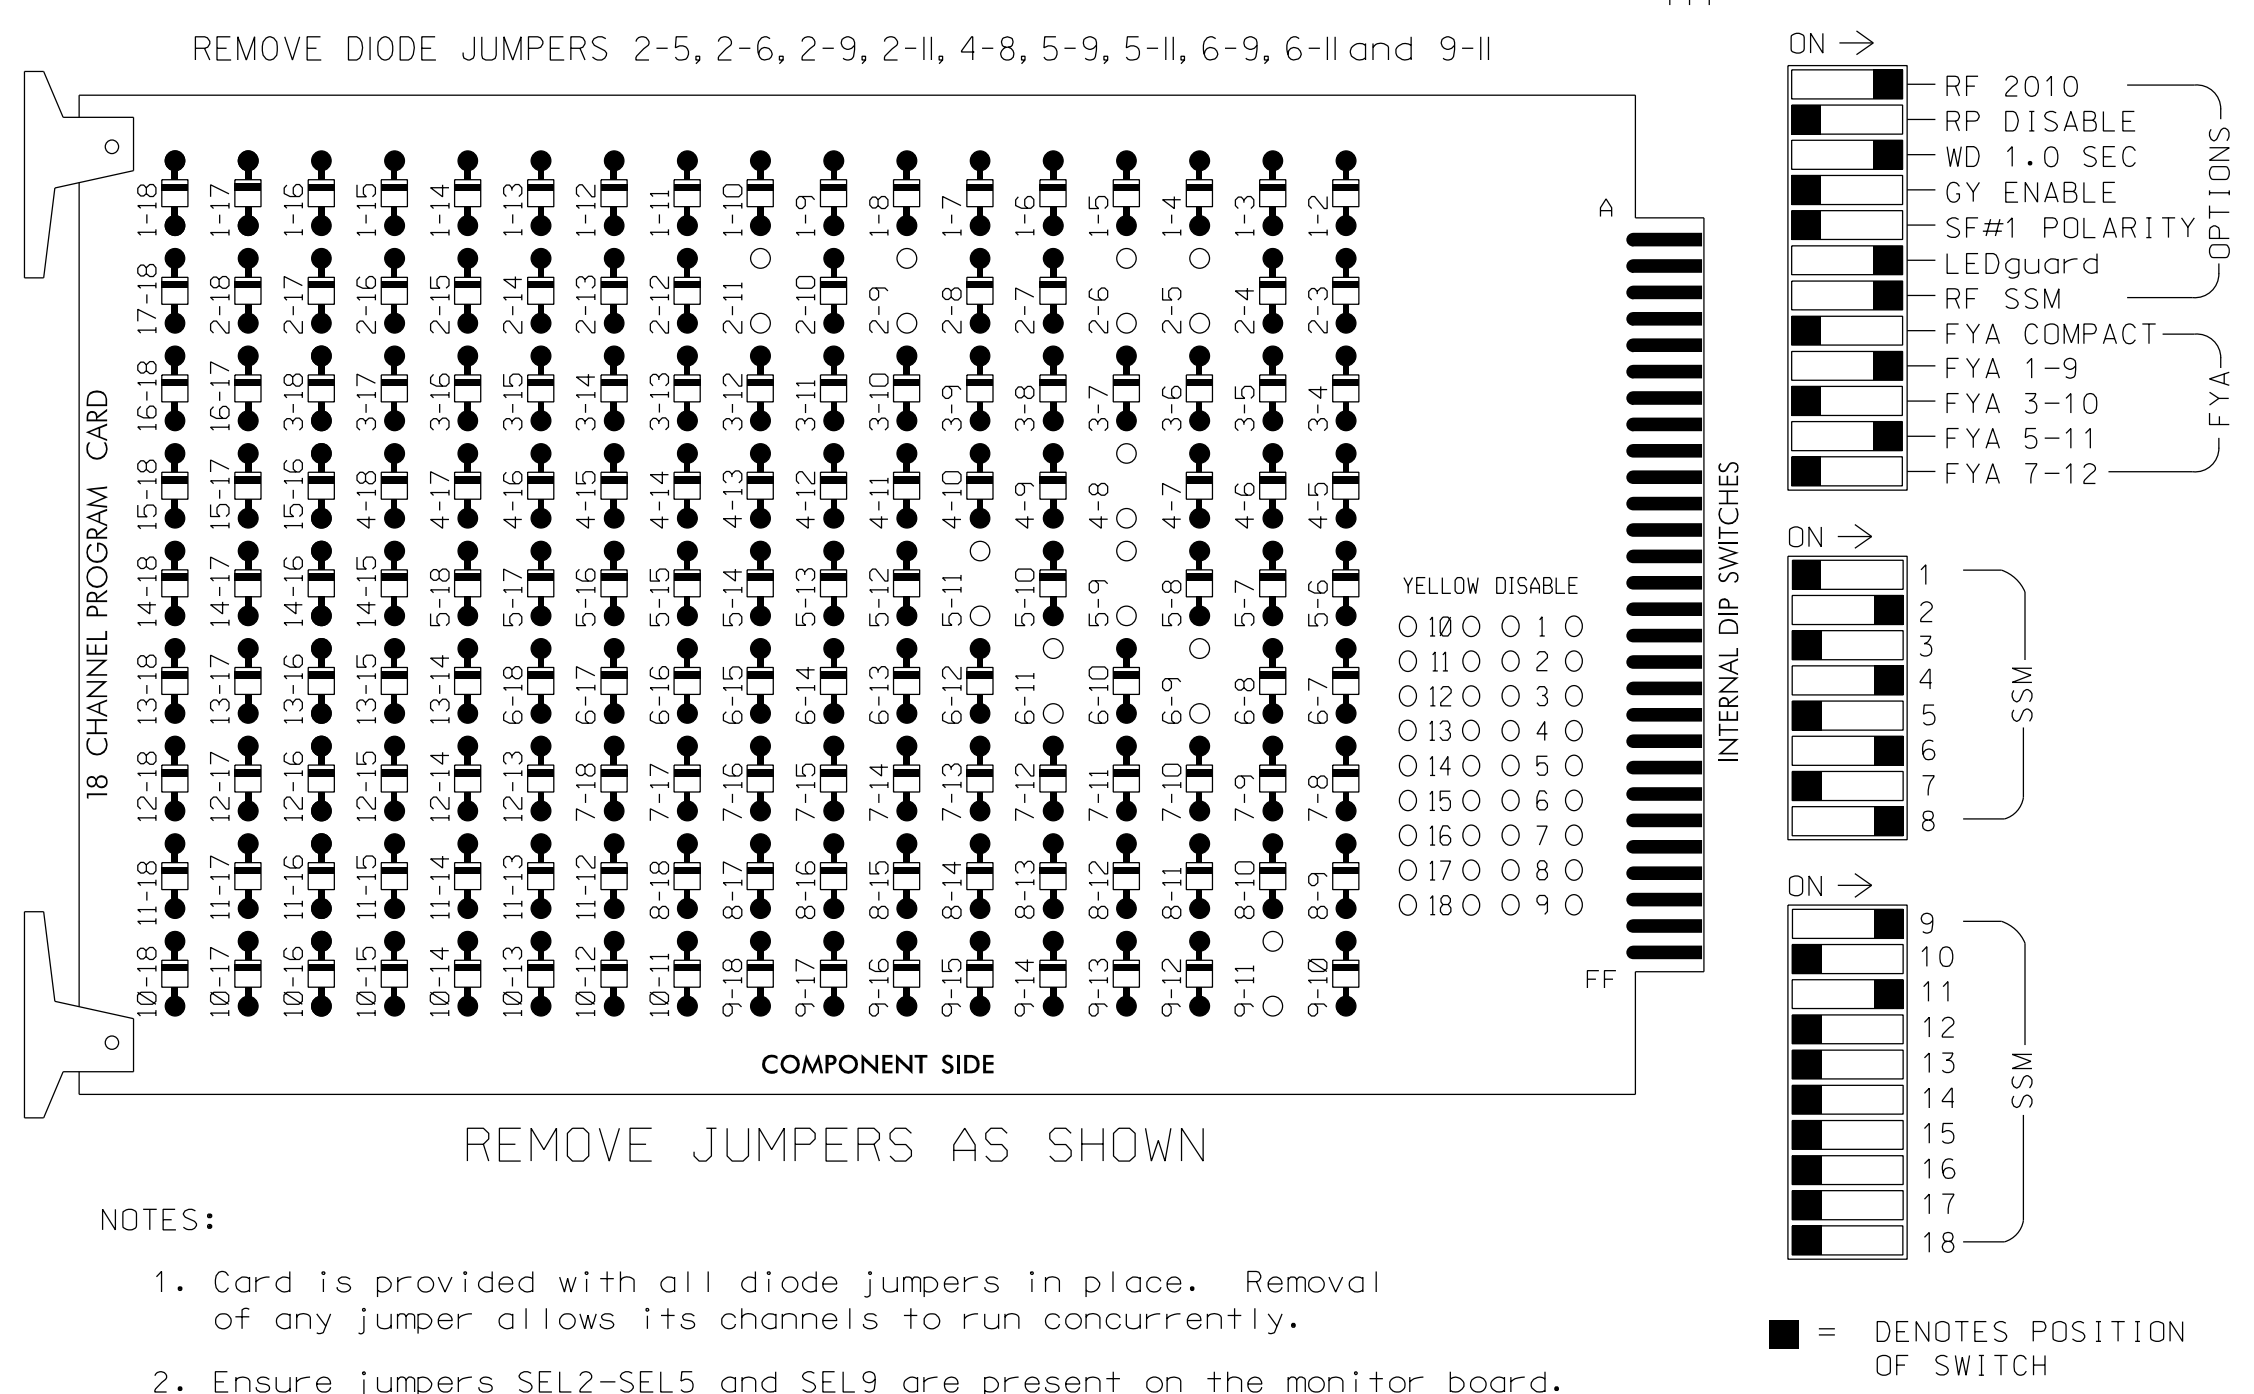 REMOVE DIODE JUMPERS 2-5, 2-6, 2-9, 2-11, 4-8, 5-9, 5-11, 6-9, 6-11 and 9-11
18 CHANNEL PROGRAM CARD
1-18 1-17 1-16 1-15 1-14 1-13 1-12 1-11 1-10 1-9 1-8 1-7 1-6 1-5 1-4 1-3 1-2
17-18 2-18 2-17 2-16 2-15 2-14 2-13 2-12 2-11 2-10 2-9 2-8 2-7 2-6 2-5 2-4 2-3
16-18 16-17 3-18 3-17 3-16 3-15 3-14 3-13 3-12 3-11 3-10 3-9 3-8 3-7 3-6 3-5 3-4
15-18 15-17 15-16 4-18 4-17 4-16 4-15 4-14 4-13 4-12 4-11 4-10 4-9 4-8 4-7 4-6 4-5
14-18 14-17 14-16 14-15 5-18 5-17 5-16 5-15 5-14 5-13 5-12 5-11 5-10 5-9 5-8 5-7 5-6
13-18 13-17 13-16 13-15 13-14 6-18 6-17 6-16 6-15 6-14 6-13 6-12 6-11 6-10 6-9 6-8 6-7
12-18 12-17 12-16 12-15 12-14 12-13 7-18 7-17 7-16 7-15 7-14 7-13 7-12 7-11 7-10 7-9 7-8
11-18 11-17 11-16 11-15 11-14 11-13 11-12 8-18 8-17 8-16 8-15 8-14 8-13 8-12 8-11 8-10 8-9
10-18 10-17 10-16 10-15 10-14 10-13 10-12 10-11 9-18 9-17 9-16 9-15 9-14 9-13 9-12 9-11 9-10
A
YELLOW DISABLE
10 1
11 2
12 3
13 4
14 5
15 6
16 7
17 8
18 9
FF
COMPONENT SIDE
INTERNAL DIP SWITCHES
ON →
RF 2010
RP DISABLE
WD 1.0 SEC
GY ENABLE
SF#1 POLARITY
LEDguard
RF SSM
OPTIONS
FYA COMPACT
FYA 1-9
FYA 3-10
FYA 5-11
FYA 7-12
FYA
ON →
1
2
3
4
5
6
7
8
SSM
ON →
9
10
11
12
13
14
15
16
17
18
SSM
REMOVE JUMPERS AS SHOWN
NOTES:
1. Card is provided with all diode jumpers in place. Removal
of any jumper allows its channels to run concurrently.
2. Ensure jumpers SEL2-SEL5 and SEL9 are present on the monitor board.
= DENOTES POSITION
OF SWITCH